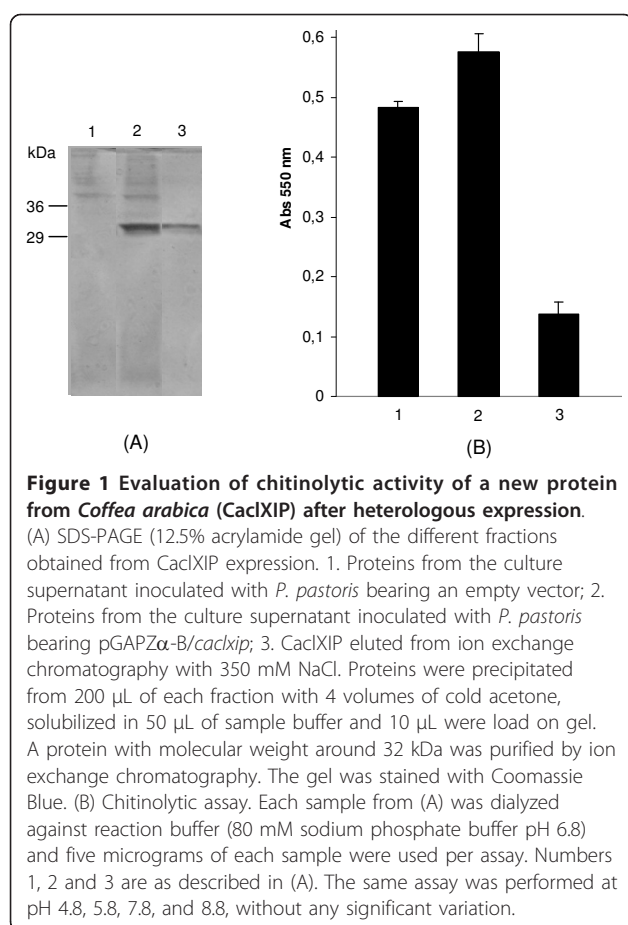 1 2 3
kDa
36
29
(A)
0,6
0,5
0,4
0,3
0,2
0,1
0
Abs 550 nm
1 2 3
(B)
Figure 1 Evaluation of chitinolytic activity of a new protein
from Coffea arabica (CaclXIP) after heterologous expression.
(A) SDS-PAGE (12.5% acrylamide gel) of the different fractions
obtained from CaclXIP expression. 1. Proteins from the culture
supernatant inoculated with P. pastoris bearing an empty vector; 2.
Proteins from the culture supernatant inoculated with P. pastoris
bearing pGAPZα-B/caclxip; 3. CaclXIP eluted from ion exchange
chromatography with 350 mM NaCl. Proteins were precipitated
from 200 μL of each fraction with 4 volumes of cold acetone,
solubilized in 50 μL of sample buffer and 10 μL were load on gel.
A protein with molecular weight around 32 kDa was purified by ion
exchange chromatography. The gel was stained with Coomassie
Blue. (B) Chitinolytic assay. Each sample from (A) was dialyzed
against reaction buffer (80 mM sodium phosphate buffer pH 6.8)
and five micrograms of each sample were used per assay. Numbers
1, 2 and 3 are as described in (A). The same assay was performed at
pH 4.8, 5.8, 7.8, and 8.8, without any significant variation.